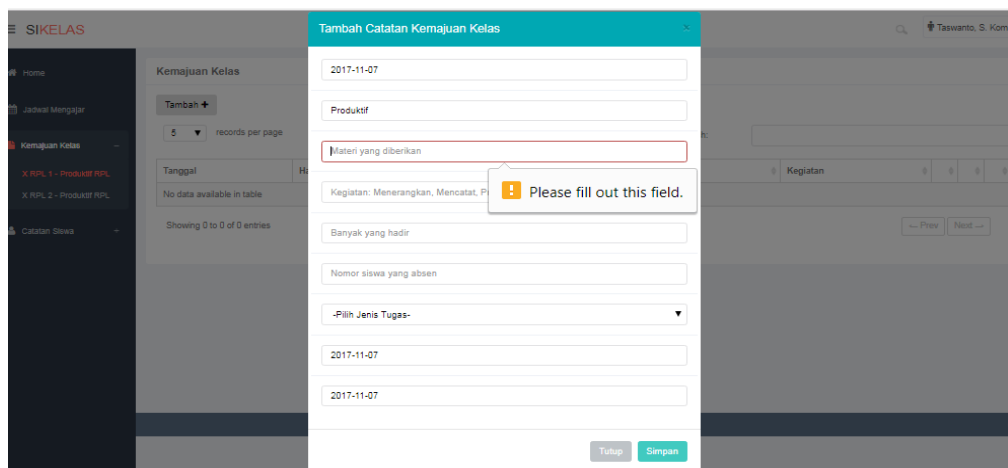 SIKELAS
Taswanto, S. Kom
Home
Jadwal Mengajar
Kemajuan Kelas
X RPL 1 - Produktif RPL
X RPL 2 - Produktif RPL
Catatan Siswa
Kemajuan Kelas
Tambah +
5 records per page
Tanggal
Kegiatan
No data available in table
Showing 0 to 0 of 0 entries
← Prev Next →
Tambah Catatan Kemajuan Kelas ×
2017-11-07
Produktif
Materi yang diberikan
Please fill out this field.
Kegiatan: Menerangkan, Mencatat,
Banyak yang hadir
Nomor siswa yang absen
-Pilih Jenis Tugas-
2017-11-07
2017-11-07
Tutup Simpan